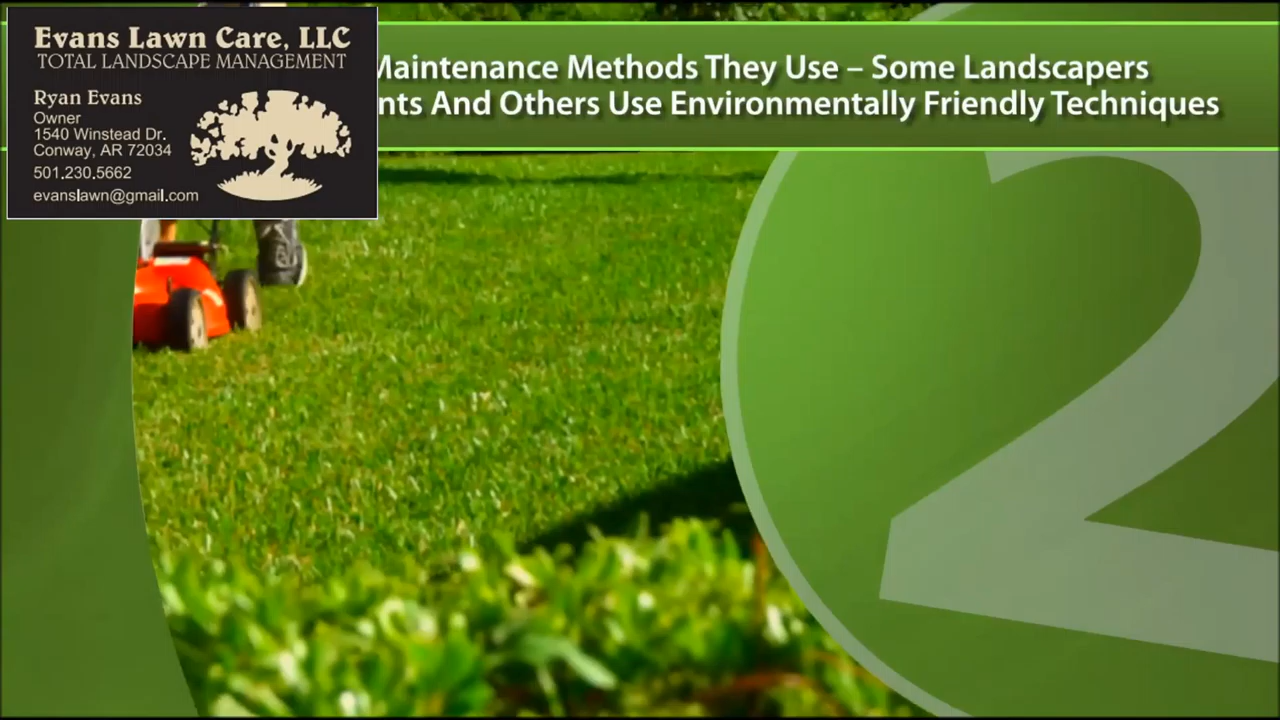 Evans Lawn Care, LLC
TOTAL LANDSCAPE MANAGEMENT
Ryan Evans
Owner
1540 Winstead Dr.
Conway, AR 72034
501.230.5662
evanslawn@gmail.com
Maintenance Methods They Use – Some Landscapers
And Others Use Environmentally Friendly Techniques
2